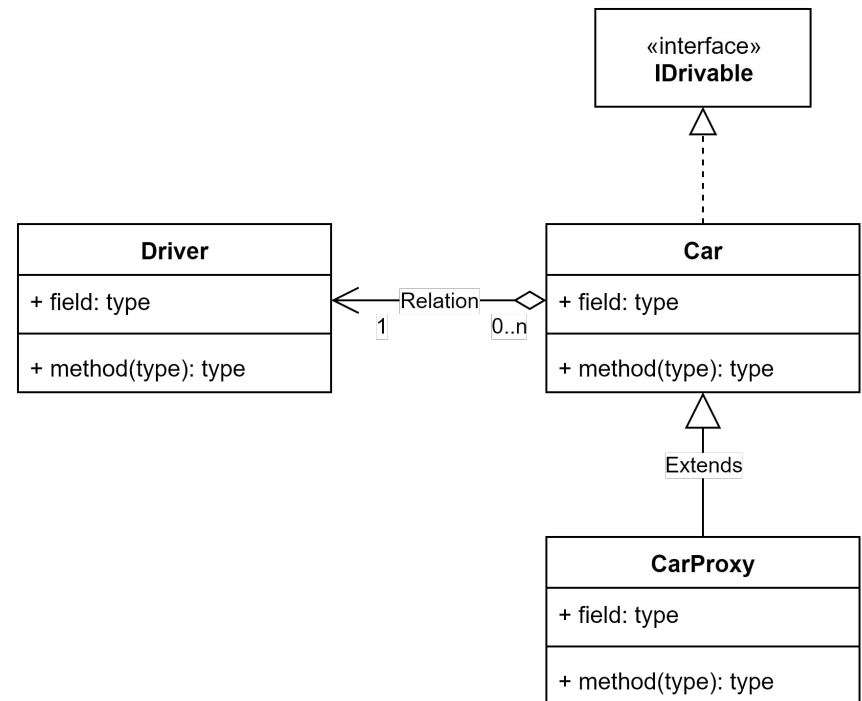 «interface»
IDrivable
Driver
+ field: type
+ method(type): type
Relation
1
0..n
Car
+ field: type
+ method(type): type
Extends
CarProxy
+ field: type
+ method(type): type